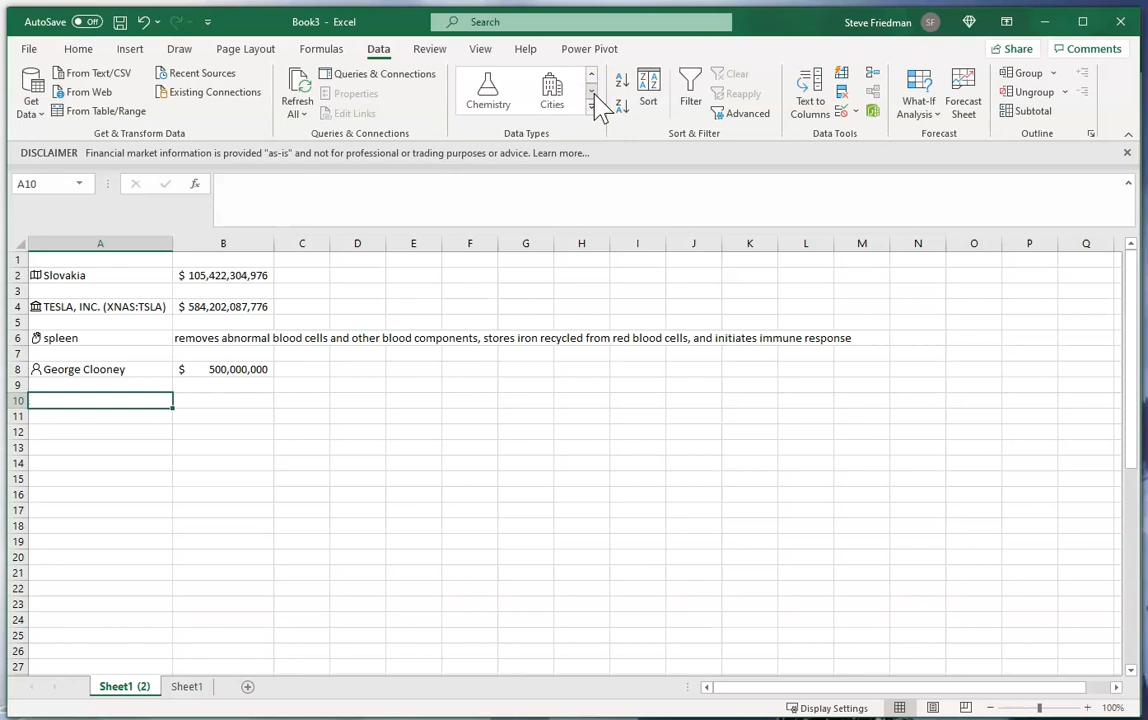 AutoSave Off Book3 - Excel Search Steve Friedman SF
File Home Insert Draw Page Layout Formulas Data Review View Help Power Pivot Share Comments
Get Data From Text/CSV Recent Sources Refresh All Queries & Connections Chemistry Cities Sort Filter Clear Text to Columns What-If Analysis Forecast Sheet Group
From Web Existing Connections Properties Reapply Ungroup
From Table/Range Edit Links Advanced Subtotal
Get & Transform Data Queries & Connections Data Types Sort & Filter Data Tools Forecast Outline
DISCLAIMER Financial market information is provided "as-is" and not for professional or trading purposes or advice. Learn more...
A10 fx
A B C D E F G H I J K L M N O P Q
1
2 Slovakia $ 105,422,304,976
3
4 TESLA, INC. (XNAS:TSLA) $ 584,202,087,776
5
6 spleen removes abnormal blood cells and other blood components, stores iron recycled from red blood cells, and initiates immune response
7
8 George Clooney $ 500,000,000
9
10
11
12
13
14
15
16
17
18
19
20
21
22
23
24
25
26
27
Sheet1 (2) Sheet1
Display Settings 100%